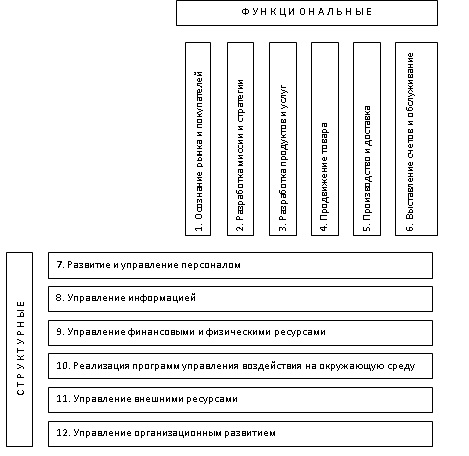 ФУНКЦИОНАЛЬНЫЕ
1. Осознание рынка и покупателей
2. Разработка миссии и стратегии
3. Разработка продуктов и услуг
4. Продвижение товара
5. Производство и доставка
6. Выставление счетов и обслуживание
СТРУКТУРНЫЕ
7. Развитие и управление персоналом
8. Управление информацией
9. Управление финансовыми и физическими ресурсами
10. Реализация программ управления воздействия на окружающую среду
11. Управление внешними ресурсами
12. Управление организационным развитием